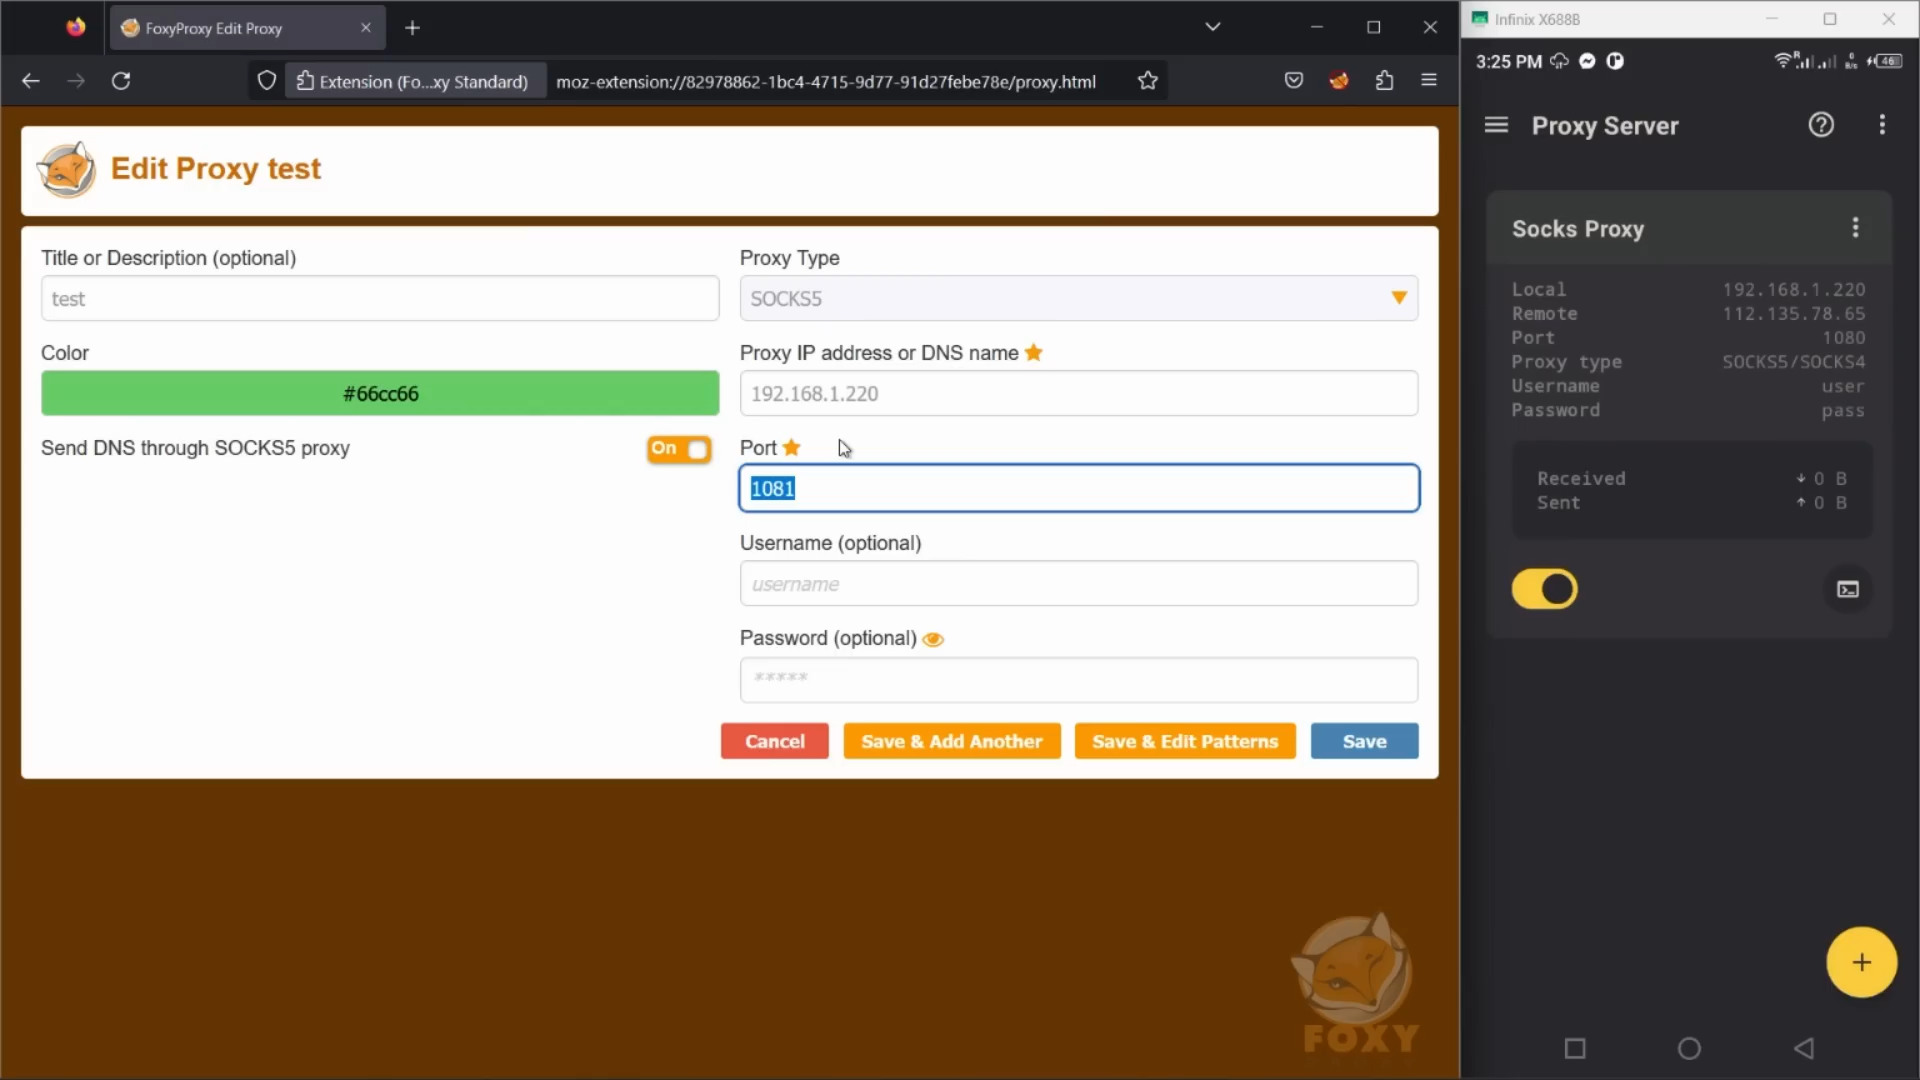 FoxyProxy Edit Proxy
Extension (Fo...xy Standard)
moz-extension://82978862-1bc4-4715-9d77-91d27febe78e/proxy.html
Edit Proxy test
Title or Description (optional)
test
Color
#66cc66
Send DNS through SOCKS5 proxy
On
Proxy Type
SOCKS5
Proxy IP address or DNS name
192.168.1.220
Port
1081
Username (optional)
username
Password (optional)
*****
Cancel
Save & Add Another
Save & Edit Patterns
Save
FOXY
Infinix X688B
3:25 PM
46
Proxy Server
Socks Proxy
Local 192.168.1.220
Remote 112.135.78.65
Port 1080
Proxy type SOCKS5/SOCKS4
Username user
Password pass
Received 0 B
Sent 0 B